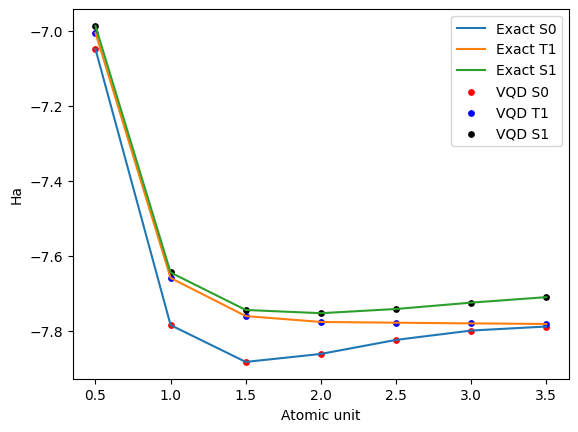 Exact S0
Exact T1
Exact S1
VQD S0
VQD T1
VQD S1
Ha
−7.0
−7.2
−7.4
−7.6
−7.8
0.5 1.0 1.5 2.0 2.5 3.0 3.5
Atomic unit